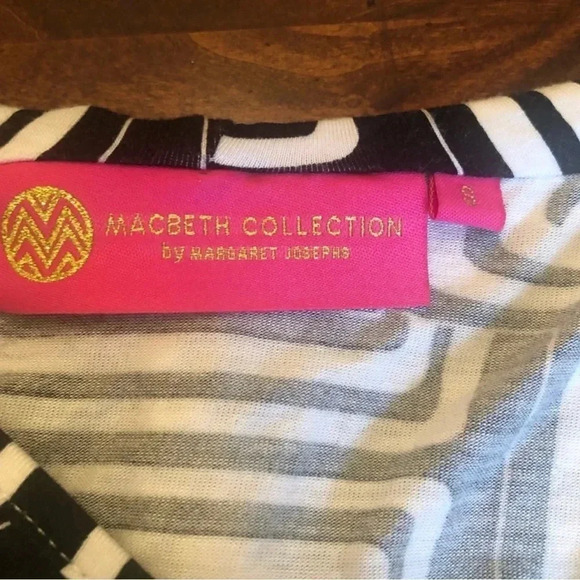 MACBETH COLLECTION
by MARGARET JOSEPHS
S